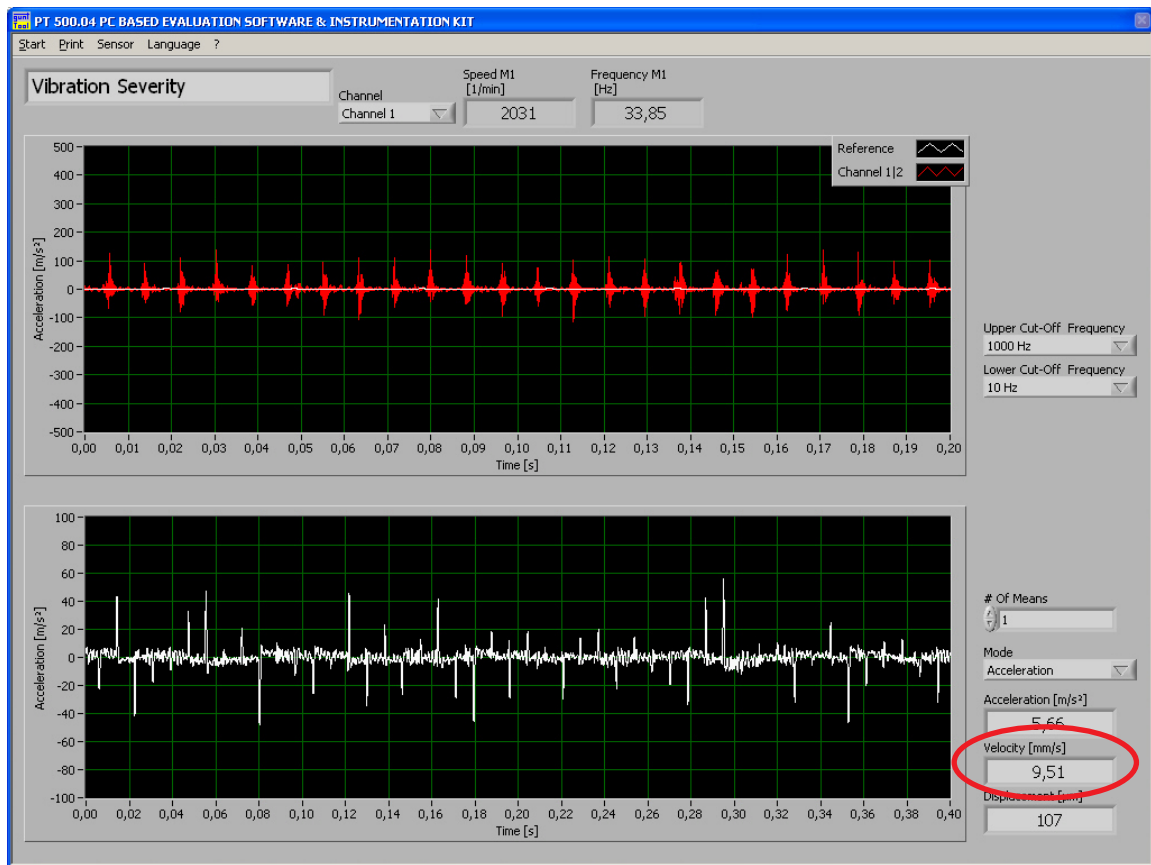 guni Tool PT 500.04 PC BASED EVALUATION SOFTWARE & INSTRUMENTATION KIT
Start Print Sensor Language ?
Vibration Severity
Channel
Channel 1
Speed M1
[1/min]
2031
Frequency M1
[Hz]
33,85
Reference
Channel 1|2
Acceleration [m/s²]
500
400
300
200
100
0
-100
-200
-300
-400
-500
0,00 0,01 0,02 0,03 0,04 0,05 0,06 0,07 0,08 0,09 0,10 0,11 0,12 0,13 0,14 0,15 0,16 0,17 0,18 0,19 0,20
Time [s]
Upper Cut-Off Frequency
1000 Hz
Lower Cut-Off Frequency
10 Hz
Acceleration [m/s²]
100
80
60
40
20
0
-20
-40
-60
-80
-100
0,00 0,02 0,04 0,06 0,08 0,10 0,12 0,14 0,16 0,18 0,20 0,22 0,24 0,26 0,28 0,30 0,32 0,34 0,36 0,38 0,40
Time [s]
# Of Means
1
Mode
Acceleration
Acceleration [m/s²]
5,66
Velocity [mm/s]
9,51
Displacement [µm]
107